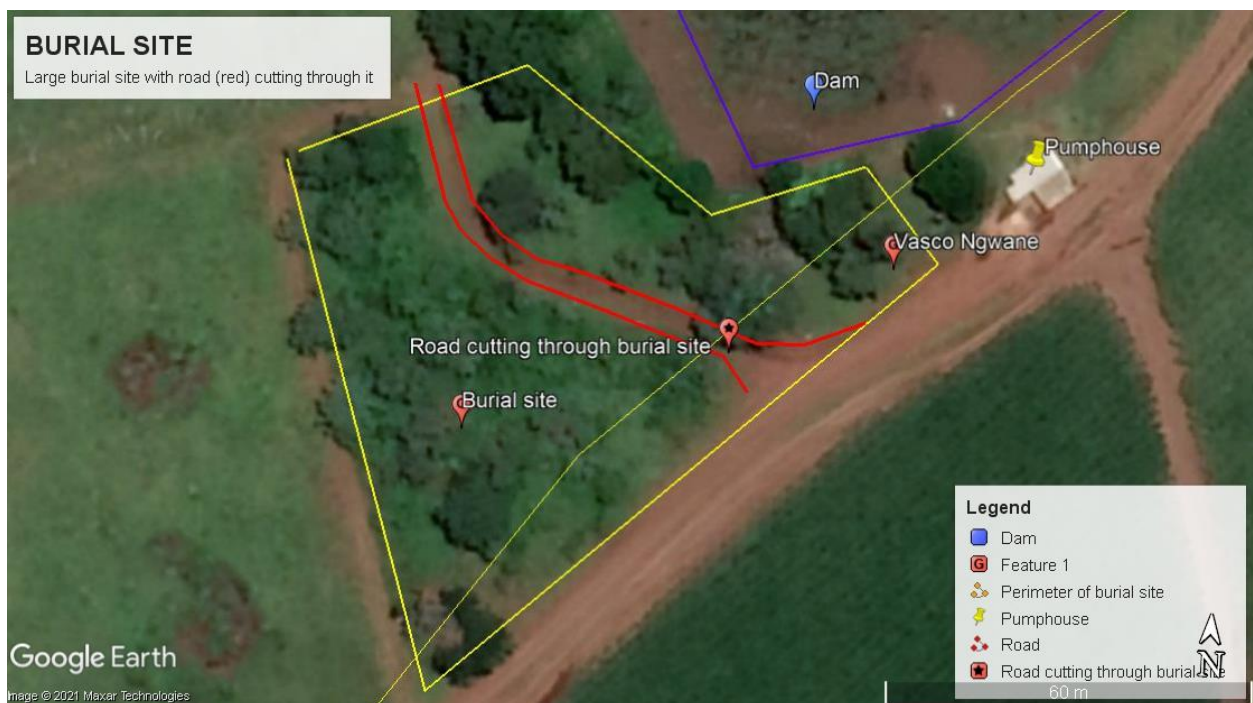 BURIAL SITE
Large burial site with road (red) cutting through it
Dam
Pumphouse
Vasco Ngwane
Road cutting through burial site
Burial site
Legend
Dam
G Feature 1
Perimeter of burial site
Pumphouse
Road
Road cutting through burial site
N
60 m
Google Earth
Image © 2021 Maxar Technologies